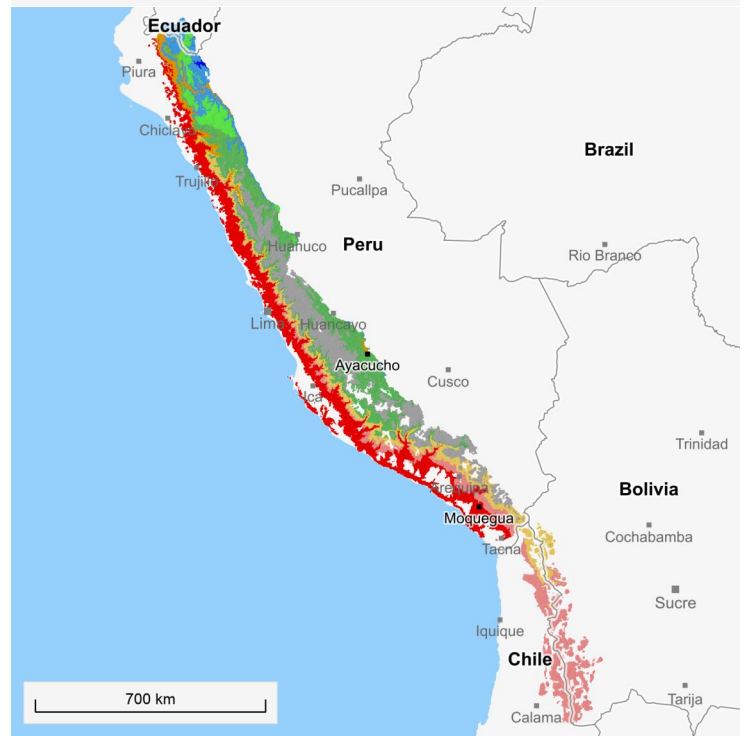 Ecuador
Piura
Chiclayo
Brazil
Trujillo
Pucallpa
Huánuco
Peru
Rio Branco
Lima
Huancayo
Ayacucho
Ica
Cusco
Trinidad
Arequipa
Bolivia
Moquegua
Cochabamba
Tacna
Sucre
Iquique
Chile
Tarija
700 km
Calama